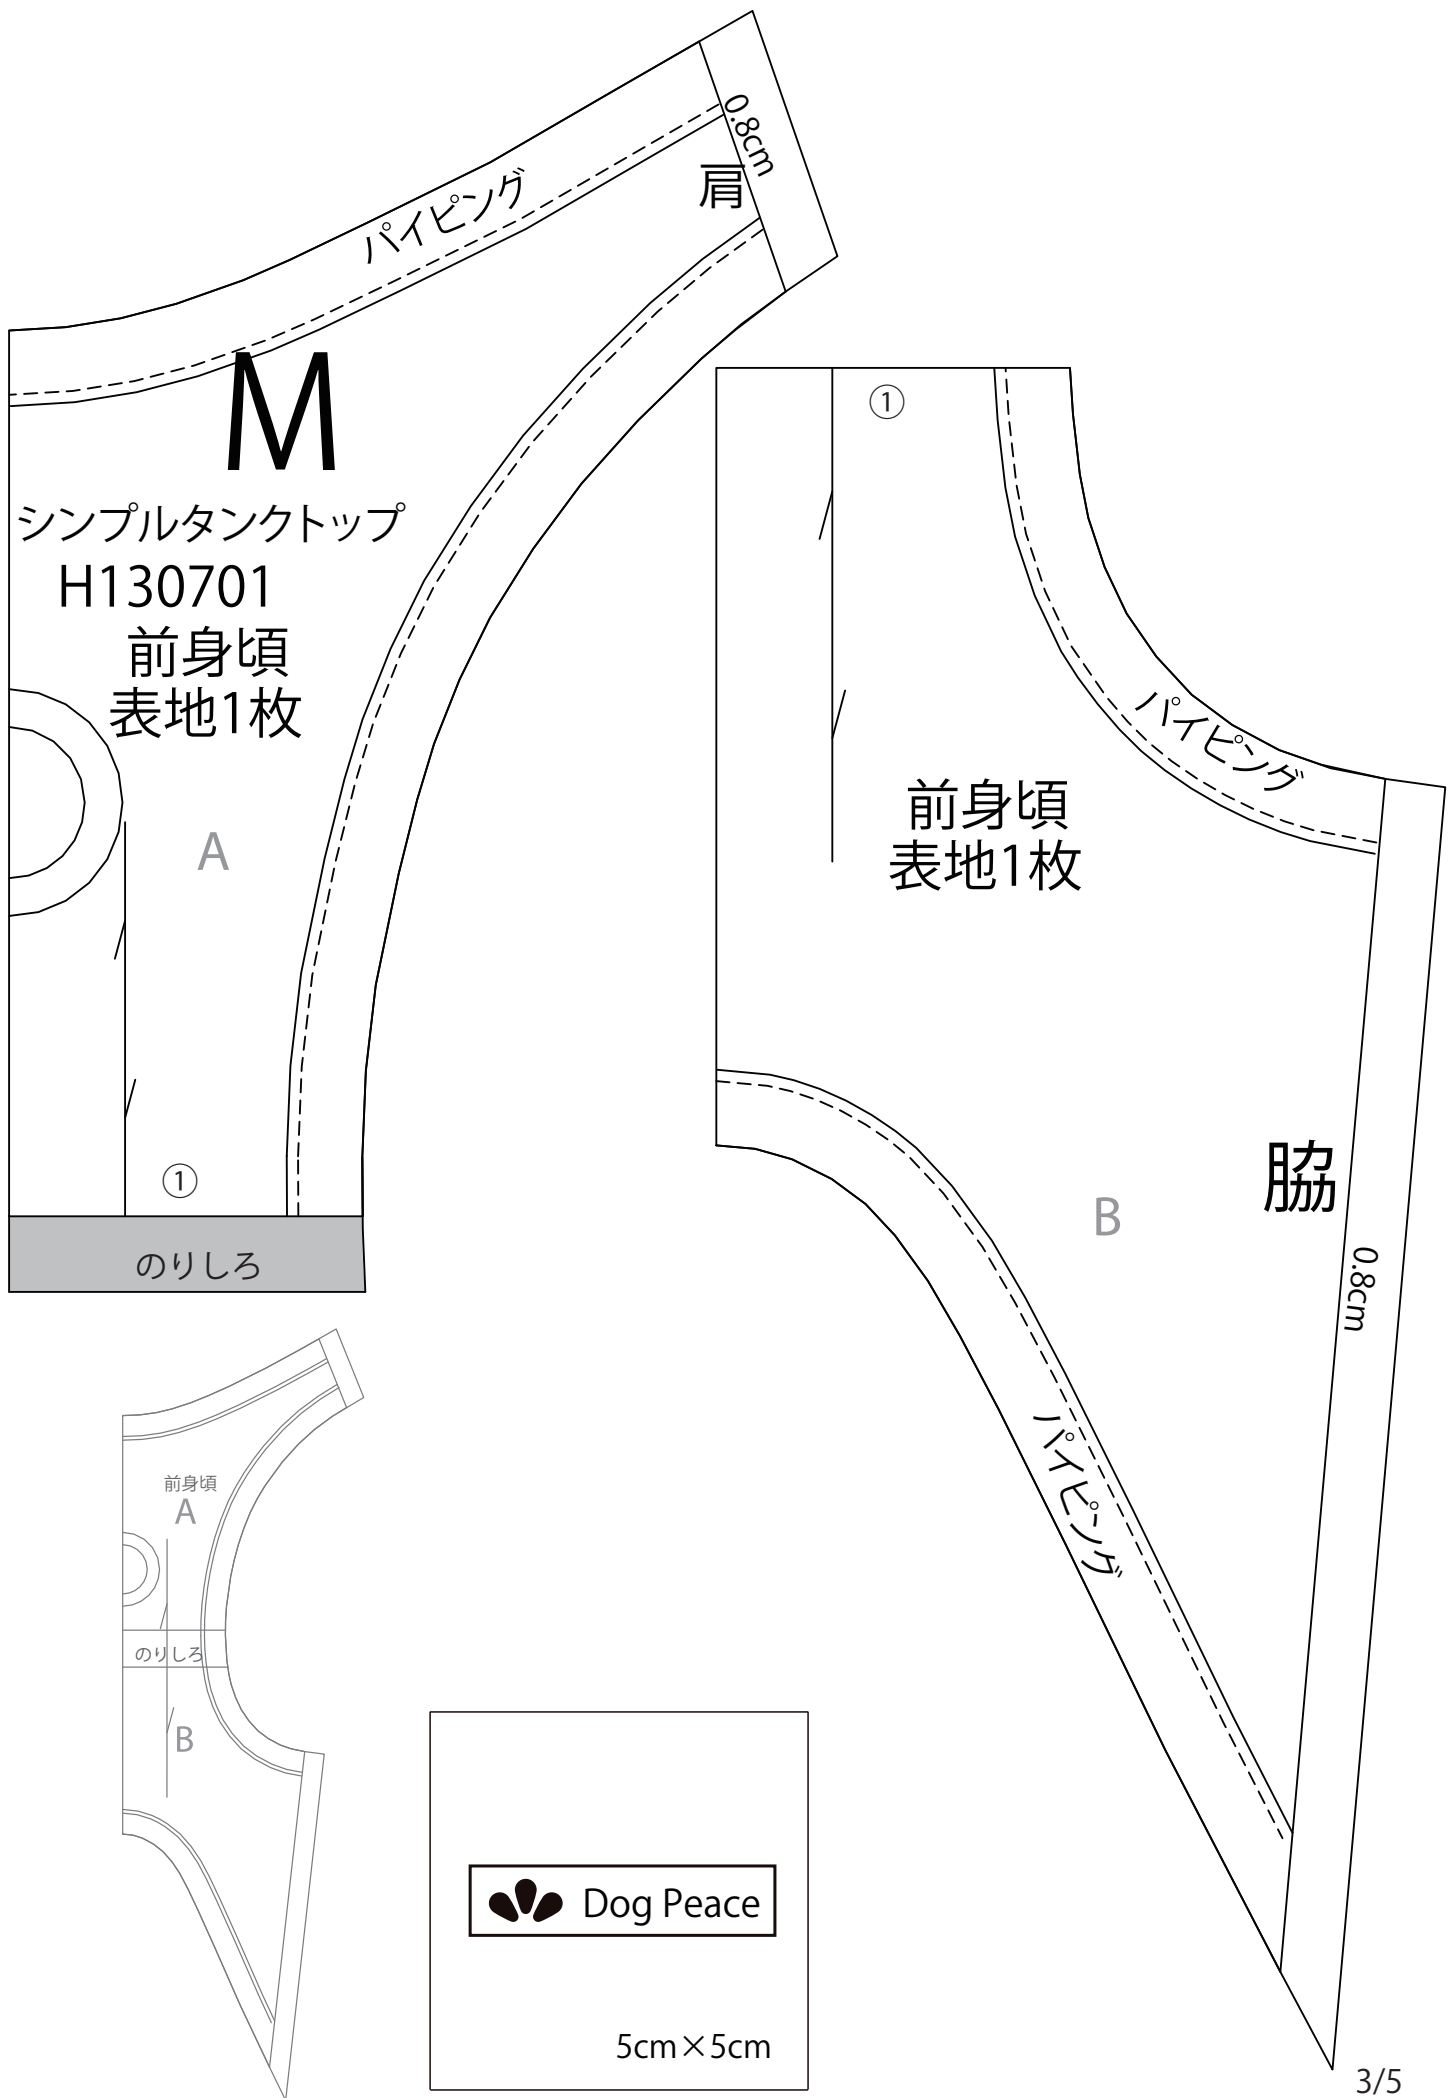 0.8cm
肩
パイピング
M
シンプルタンクトップ
H130701
前身頃
表地1枚
A
①
のりしろ
①
パイピング
前身頃
表地1枚
B
脇
0.8cm
パイピング
前身頃
A
のりしろ
B
Dog Peace
5cm×5cm
3/5